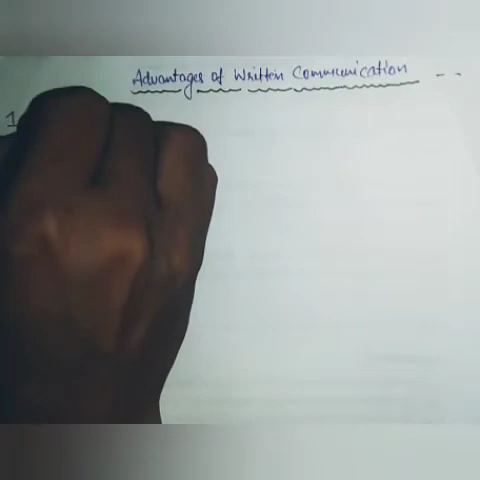 Advantages of Written Communication --
1